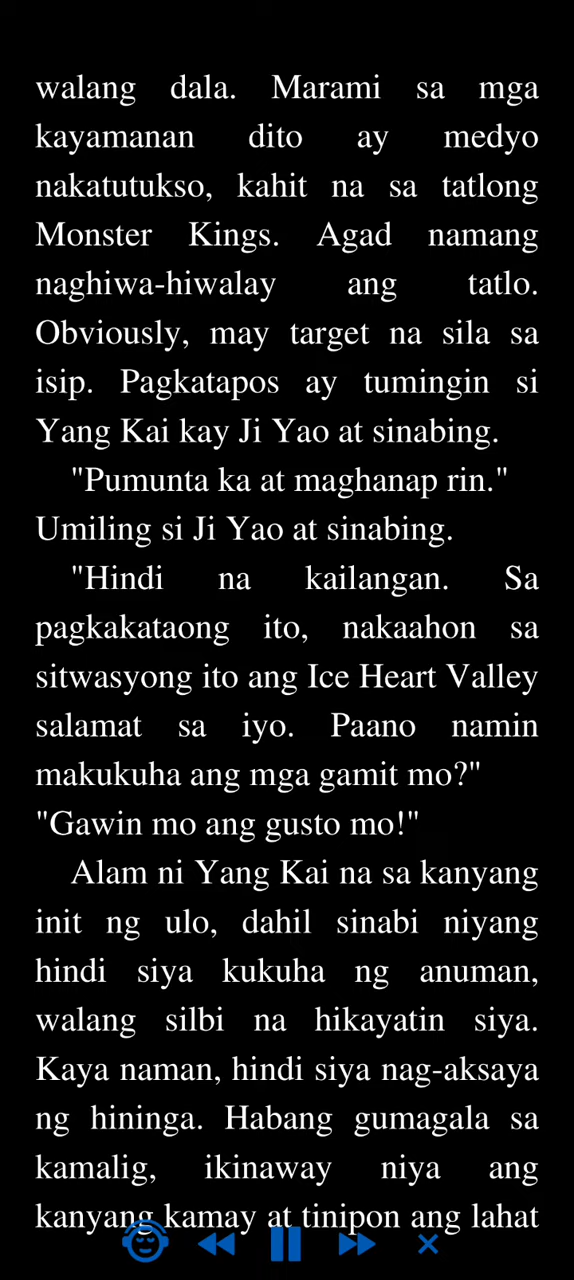 walang dala. Marami sa mga
kayamanan dito ay medyo
nakatutukso, kahit na sa tatlong
Monster Kings. Agad namang
naghiwa-hiwalay ang tatlo.
Obviously, may target na sila sa
isip. Pagkatapos ay tumingin si
Yang Kai kay Ji Yao at sinabing.
"Pumunta ka at maghanap rin."
Umiling si Ji Yao at sinabing.
"Hindi na kailangan. Sa
pagkakataong ito, nakaahon sa
sitwasyong ito ang Ice Heart Valley
salamat sa iyo. Paano namin
makukuha ang mga gamit mo?"
"Gawin mo ang gusto mo!"
Alam ni Yang Kai na sa kanyang
init ng ulo, dahil sinabi niyang
hindi siya kukuha ng anuman,
walang silbi na hikayatin siya.
Kaya naman, hindi siya nag-aksaya
ng hininga. Habang gumagala sa
kamalig, ikinaway niya ang
kanyang kamay at tinipon ang lahat